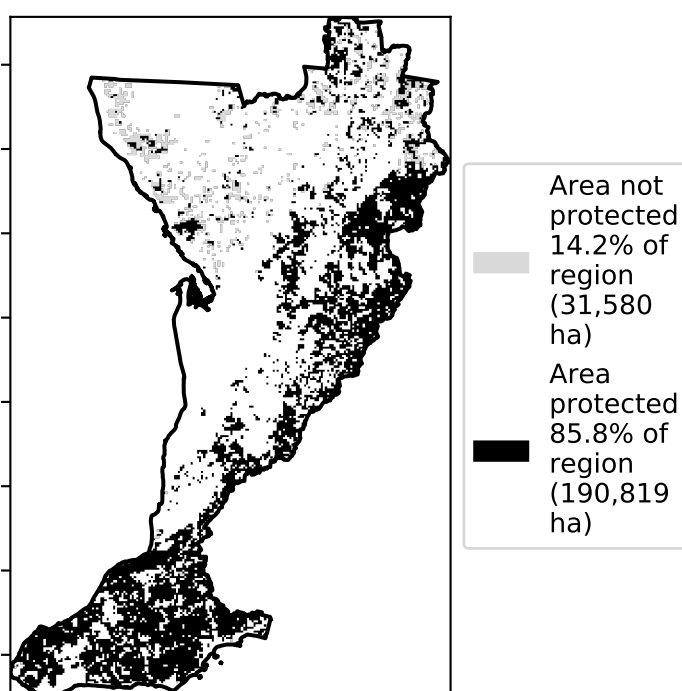 Area not
protected
14.2% of
region
(31,580
ha)
Area
protected
85.8% of
region
(190,819
ha)